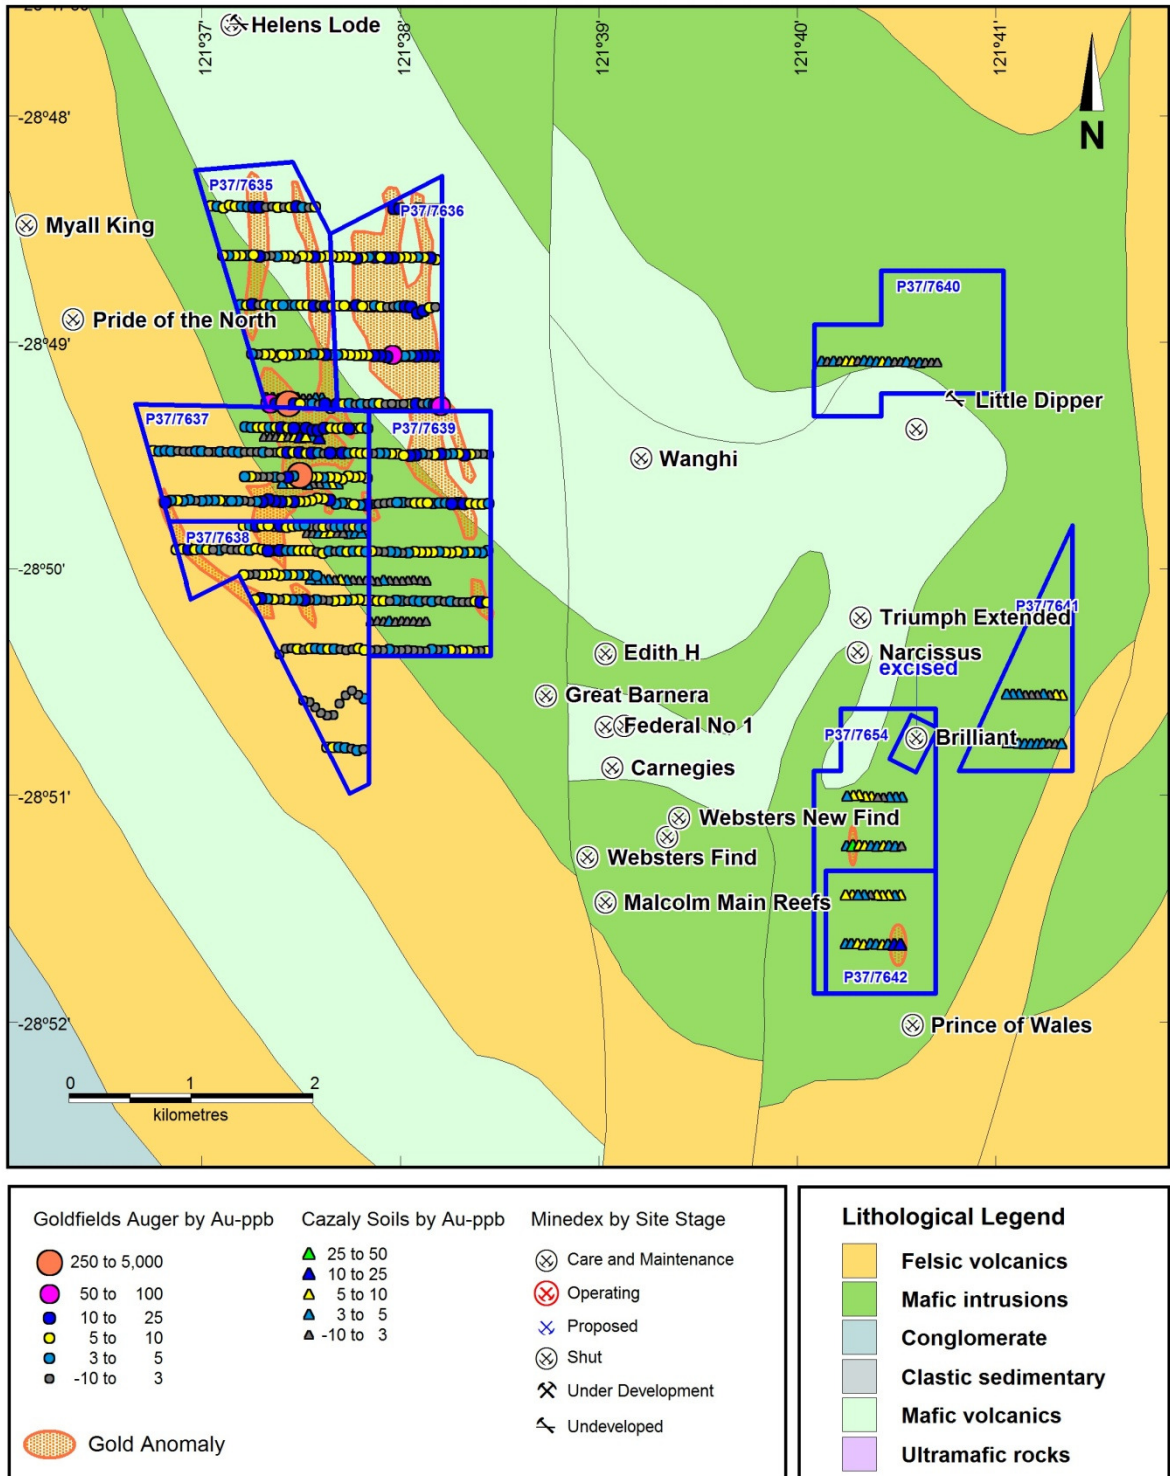 121°37'
121°38'
121°39'
121°40'
121°41'
Helens Lode
-28°48'
N
P37/7635
P37/7636
Myall King
P37/7640
Pride of the North
-28°49'
Little Dipper
P37/7637
P37/7639
Wanghi
P37/7638
-28°50'
P37/7641
Triumph Extended
Edith H
Narcissus
excised
Great Barnera
Federal No 1
P37/7654
Brilliant
Carnegies
-28°51'
Websters New Find
Websters Find
Malcolm Main Reefs
P37/7642
-28°52'
Prince of Wales
0 1 2
kilometres
Goldfields Auger by Au-ppb
250 to 5,000
50 to 100
10 to 25
5 to 10
3 to 5
-10 to 3
Gold Anomaly
Cazaly Soils by Au-ppb
25 to 50
10 to 25
5 to 10
3 to 5
-10 to 3
Minedex by Site Stage
Care and Maintenance
Operating
Proposed
Shut
Under Development
Undeveloped
Lithological Legend
Felsic volcanics
Mafic intrusions
Conglomerate
Clastic sedimentary
Mafic volcanics
Ultramafic rocks